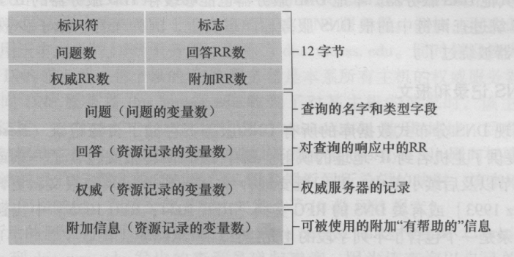 标识符 标志
问题数 回答RR数
权威RR数 附加RR数
12 字节
问题（问题的变量数）
查询的名字和类型字段
回答（资源记录的变量数）
对查询的响应中的RR
权威（资源记录的变量数）
权威服务器的记录
附加信息（资源记录的变量数）
可被使用的附加“有帮助的”信息